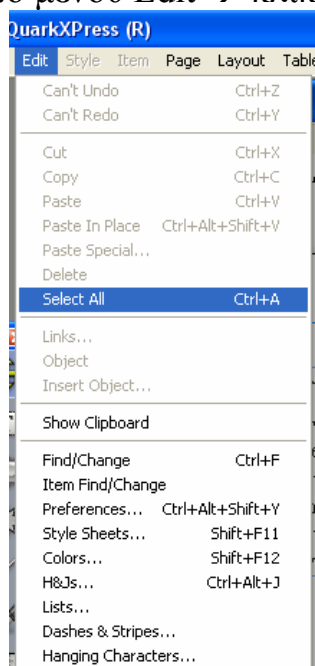 μενού Edit
QuarkXPress (R)
Edit Style Item Page Layout Table
Can't Undo Ctrl+Z
Can't Redo Ctrl+Y
Cut Ctrl+X
Copy Ctrl+C
Paste Ctrl+V
Paste In Place Ctrl+Alt+Shift+V
Paste Special...
Delete
Select All Ctrl+A
Links...
Object
Insert Object...
Show Clipboard
Find/Change Ctrl+F
Item Find/Change
Preferences... Ctrl+Alt+Shift+Y
Style Sheets... Shift+F11
Colors... Shift+F12
H&Js... Ctrl+Alt+J
Lists...
Dashes & Stripes...
Hanging Characters...